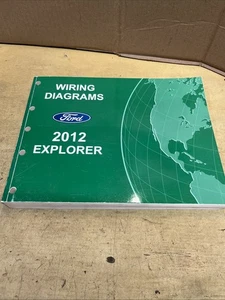 WIRING
DIAGRAMS
Ford
2012
EXPLORER